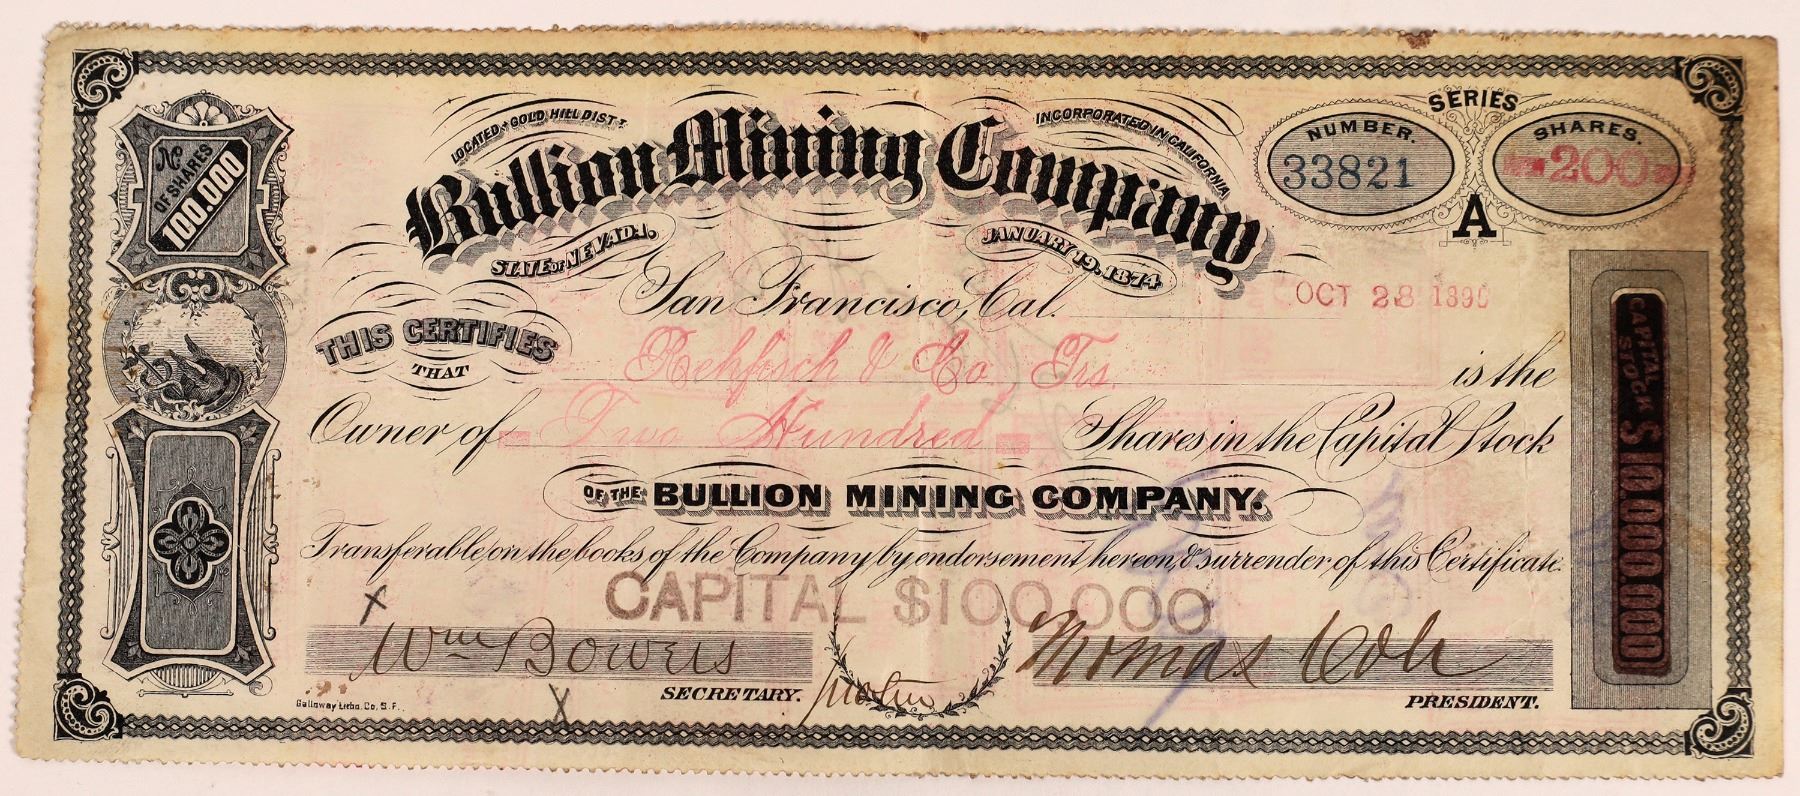 No
OF SHARES
100.000
LOCATED GOLD HILL DIST.
INCORPORATED IN CALIFORNIA
Bullion Mining Company
STATE OF NEVADA.
JANUARY 19. 1874
SERIES
NUMBER.
33821
SHARES.
200
A
San Francisco, Cal.
OCT 28
THIS CERTIFIES
THAT
Rehfisch & Co Trs.
is the
Owner of Two Hundred Shares in the Capital Stock
OF THE BULLION MINING COMPANY.
Transferable on the books of the Company by endorsement hereon, & surrender of this Certificate.
CAPITAL $100,000
x
Wm Bowers
SECRETARY.
x
Thomas Cole
PRESIDENT.
Galloway Litho. Co. S.F.
CAPITAL STOCK $10.000.000